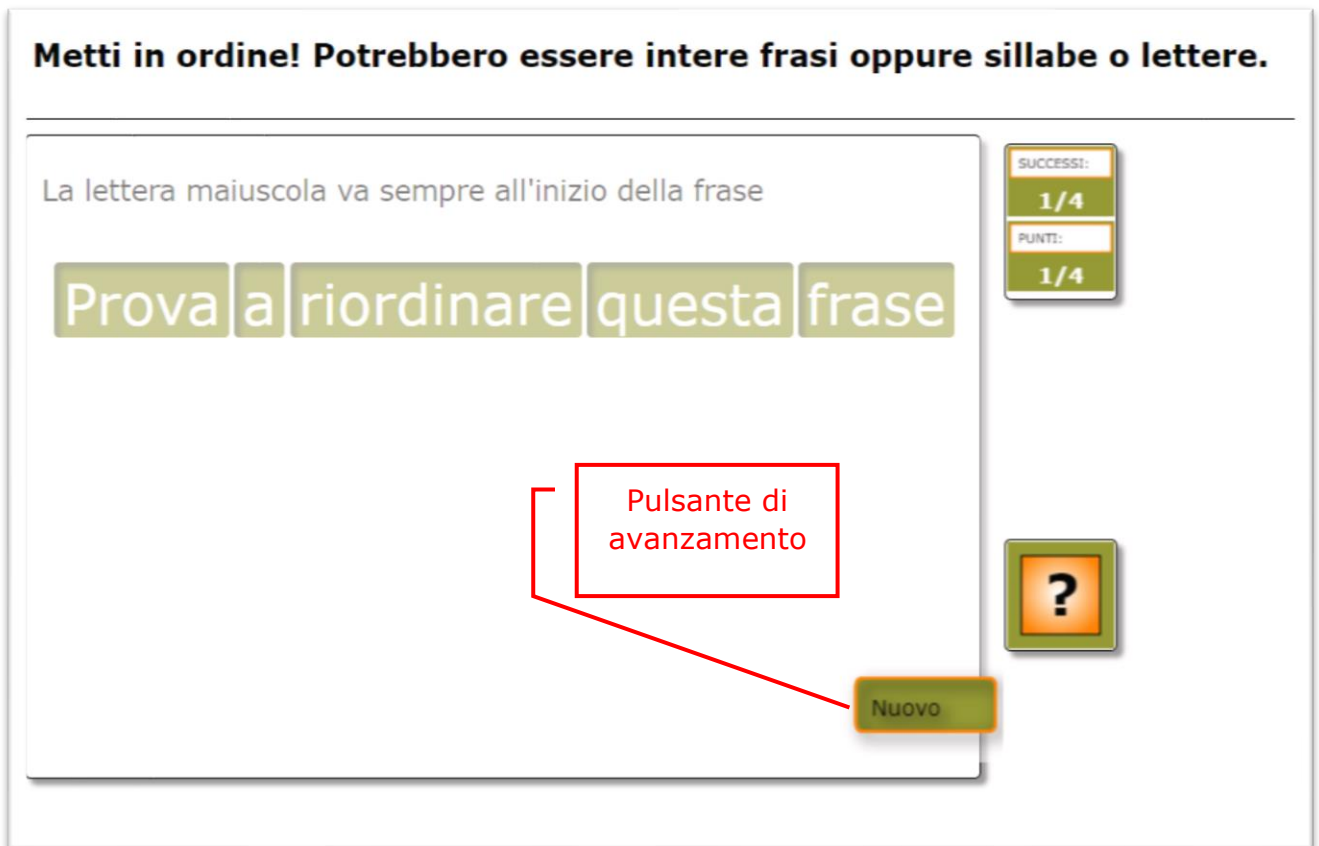 Metti in ordine! Potrebbero essere intere frasi oppure sillabe o lettere.
La lettera maiuscola va sempre all'inizio della frase
Prova a riordinare questa frase
SUCCESSI:
1/4
PUNTI:
1/4
Pulsante di
avanzamento
?
Nuovo